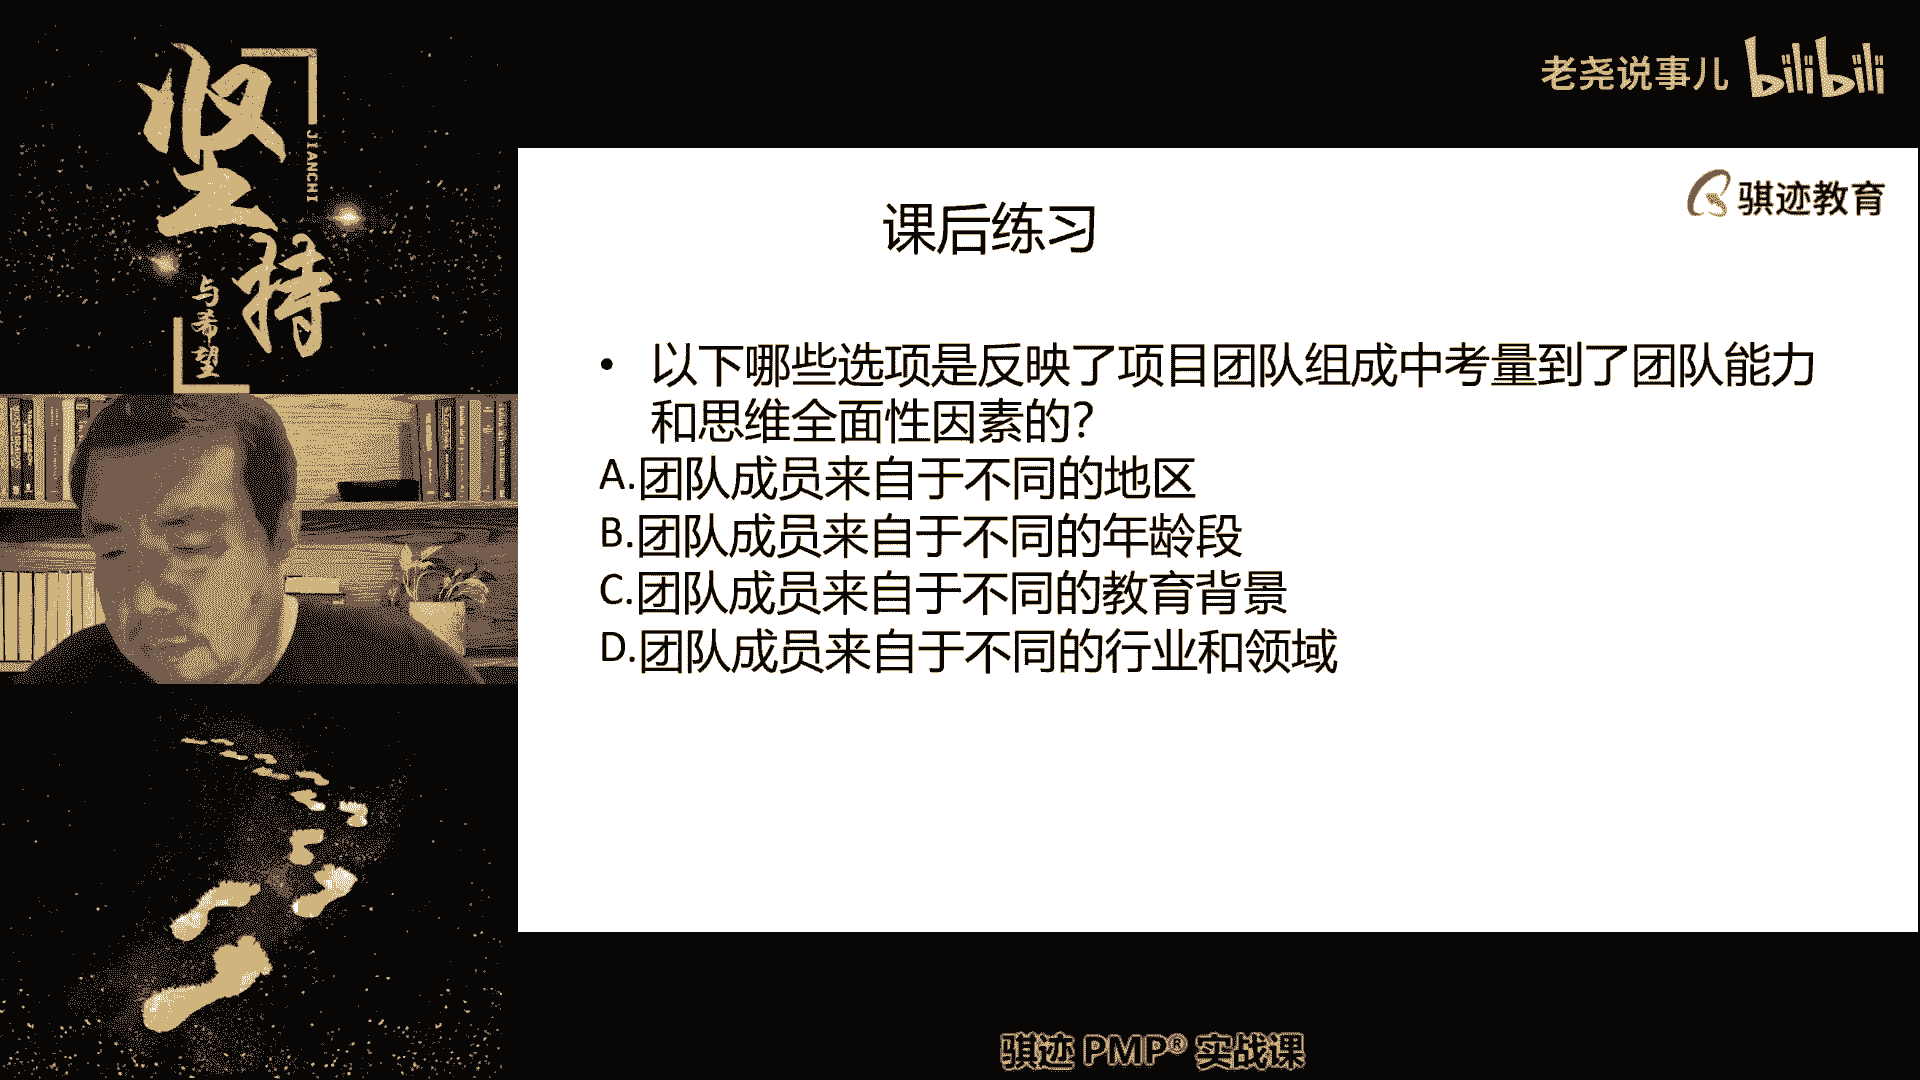 坚持
JIANCHI
与希望
老尧说事儿 bilibili
骐迹教育
课后练习
• 以下哪些选项是反映了项目团队组成中考量到了团队能力
和思维全面性因素的?
A.团队成员来自于不同的地区
B.团队成员来自于不同的年龄段
C.团队成员来自于不同的教育背景
D.团队成员来自于不同的行业和领域
骐迹 PMP® 实战课